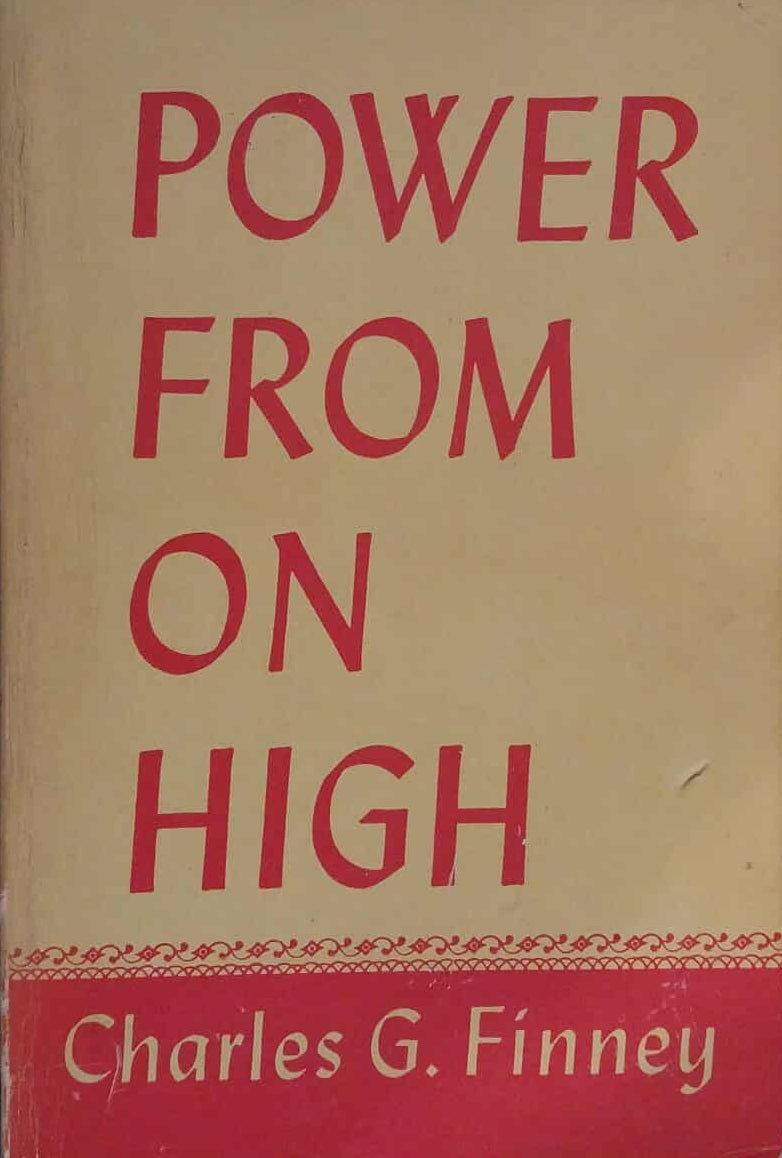 POWER
FROM
ON
HIGH
Charles G. Finney